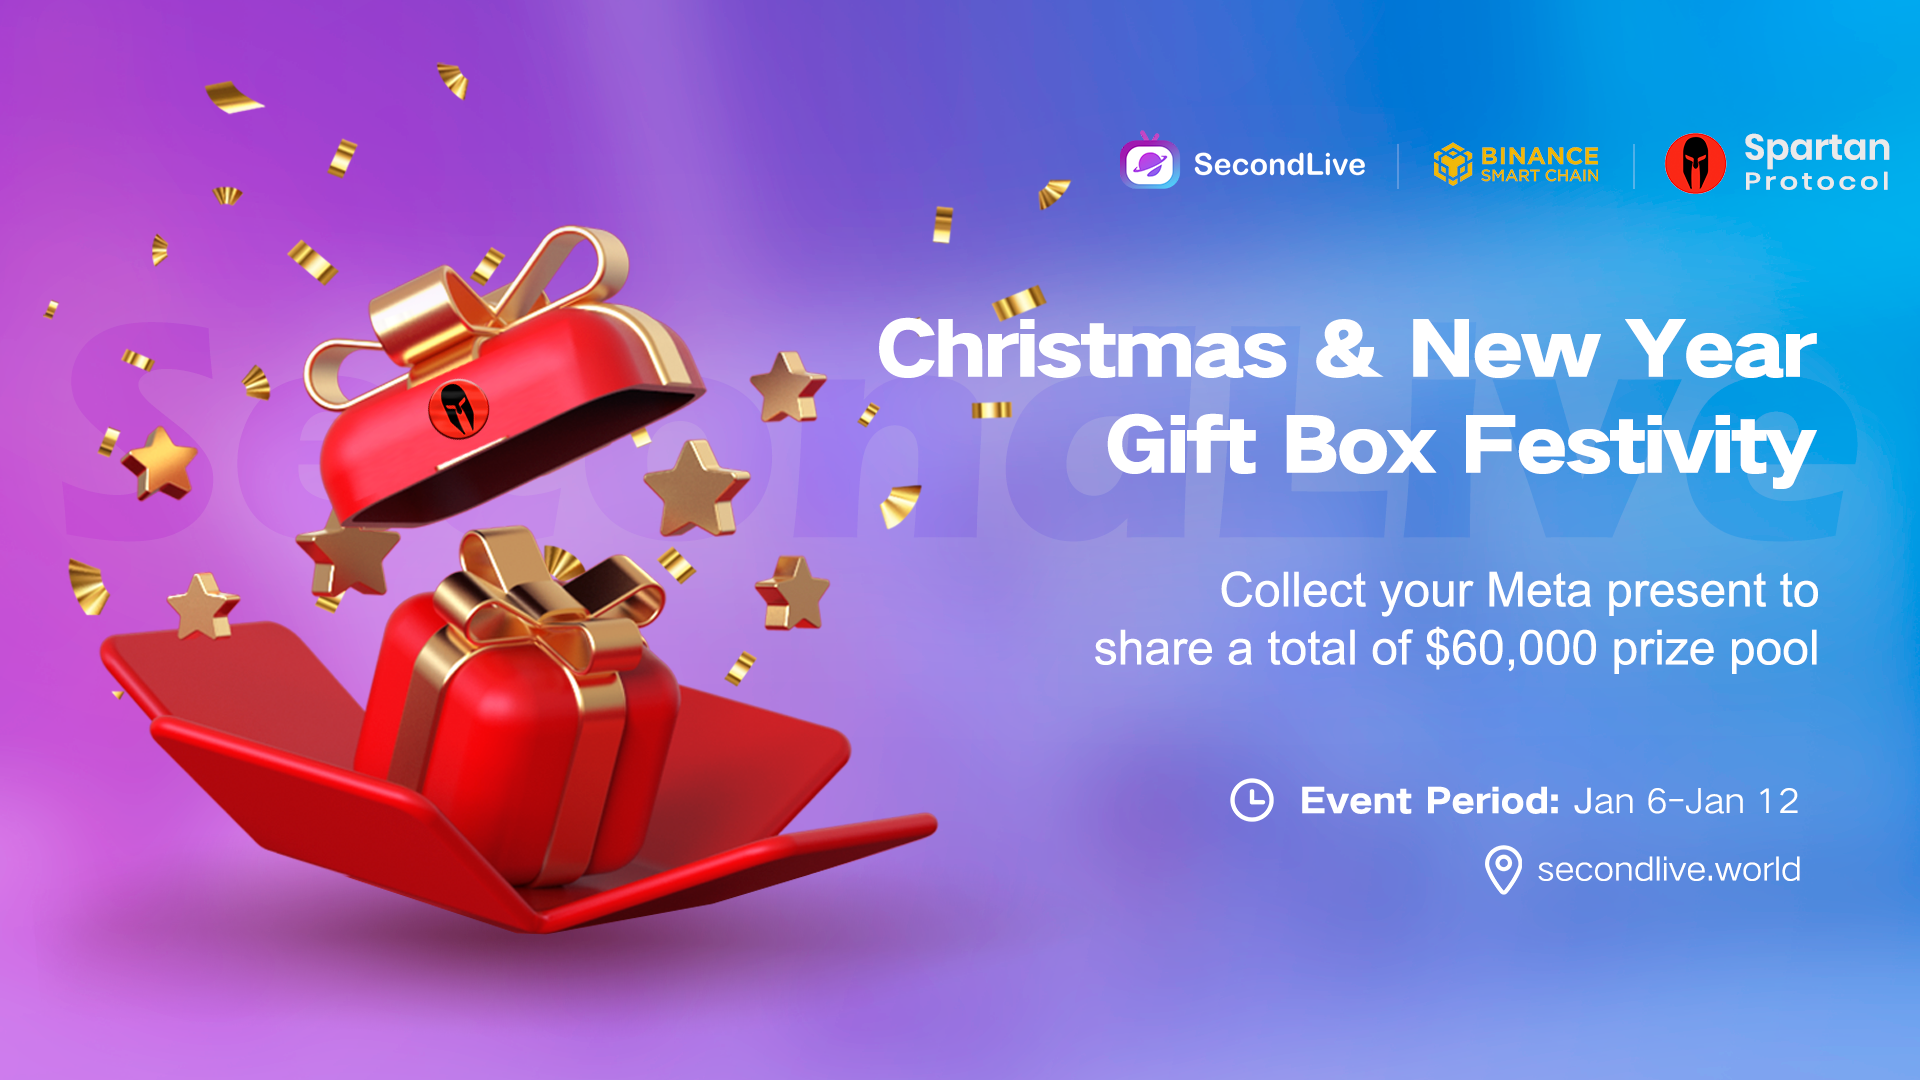 SecondLive
BINANCE
SMART CHAIN
Spartan
Protocol
SecondLive
Christmas & New Year
Gift Box Festivity
Collect your Meta present to
share a total of $60,000 prize pool
Event Period: Jan 6-Jan 12
secondlive.world